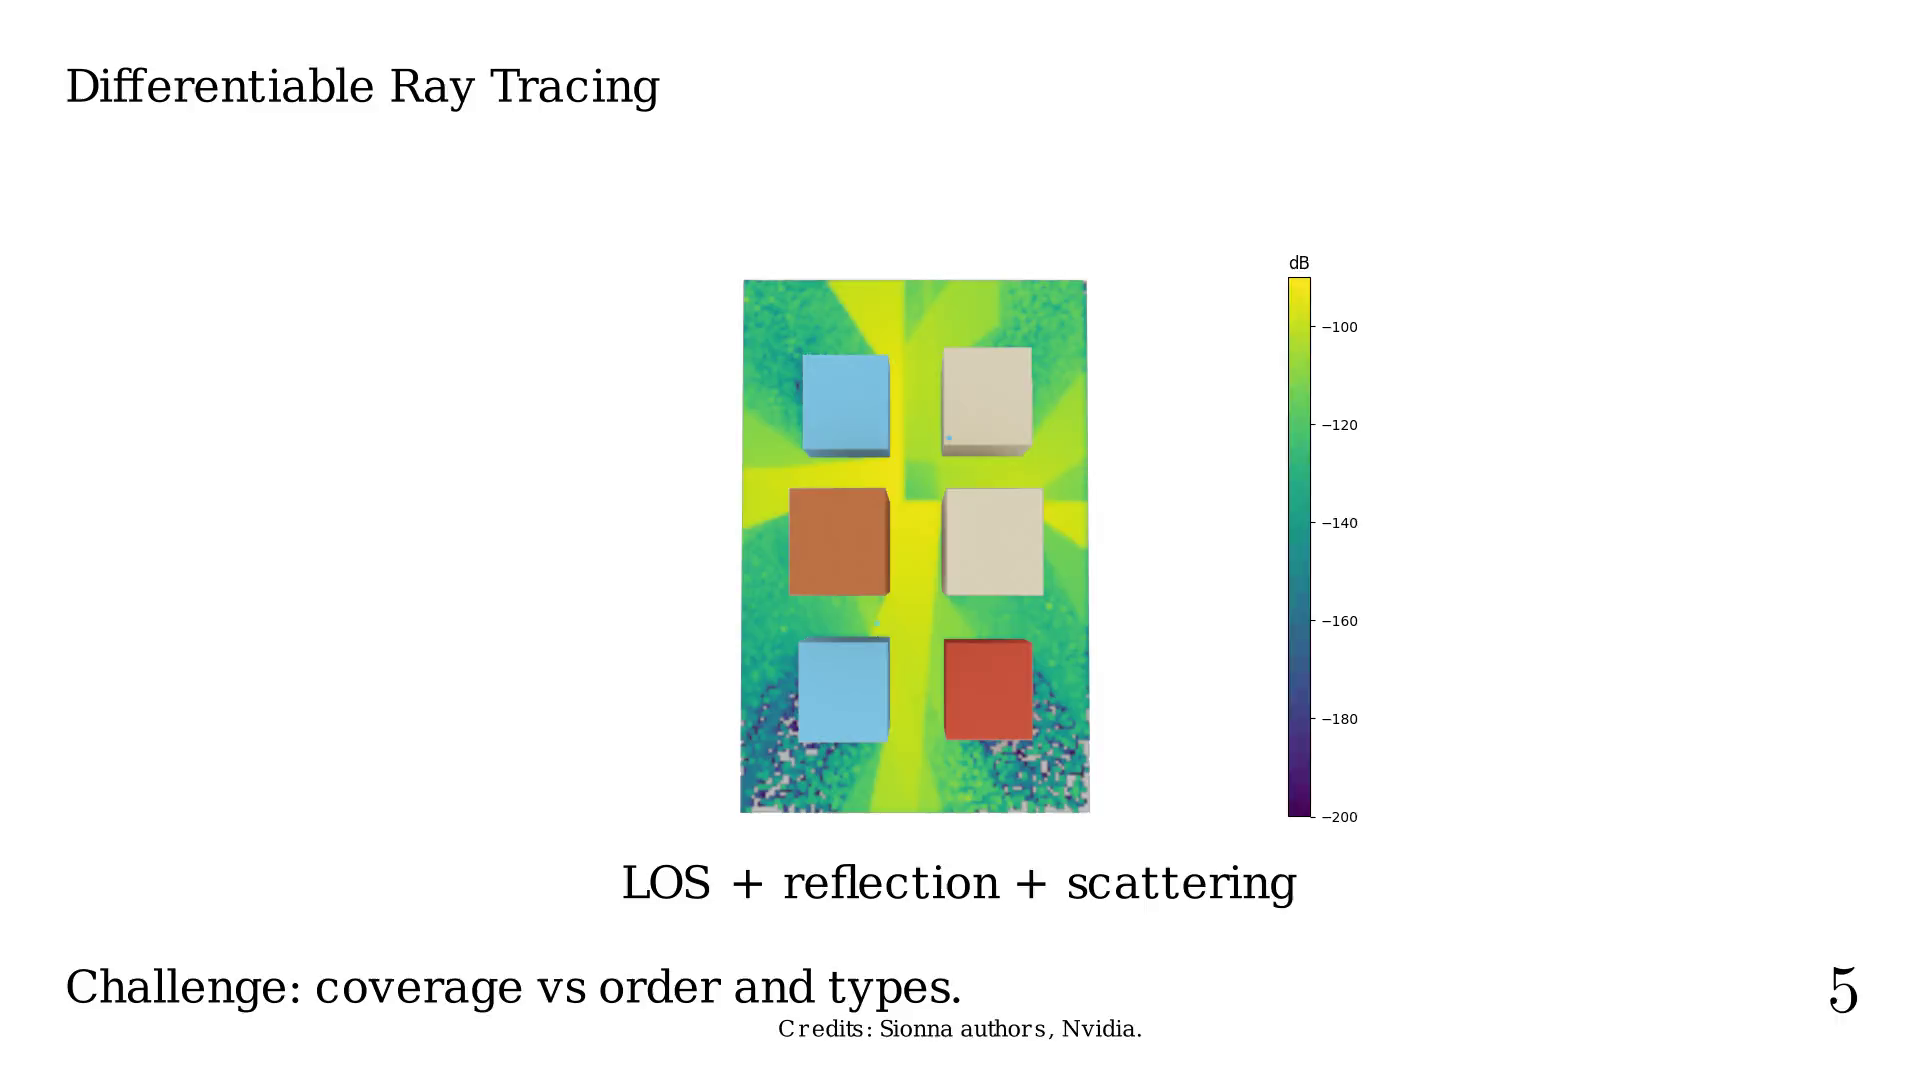 Differentiable Ray Tracing
dB
−100
−120
−140
−160
−180
−200
LOS + reflection + scattering
Challenge: coverage vs order and types.
5
Credits: Sionna authors, Nvidia.